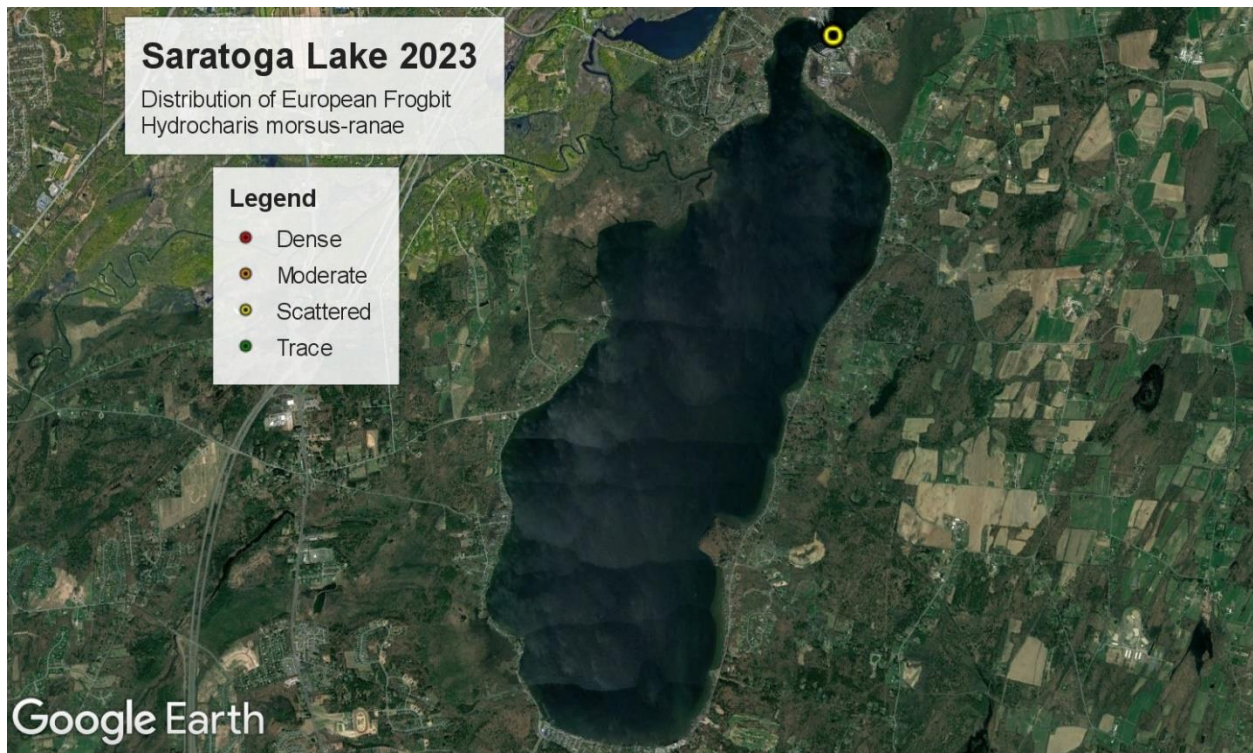 Saratoga Lake 2023
Distribution of European Frogbit
Hydrocharis morsus-ranae
Legend
Dense
Moderate
Scattered
Trace
Google Earth